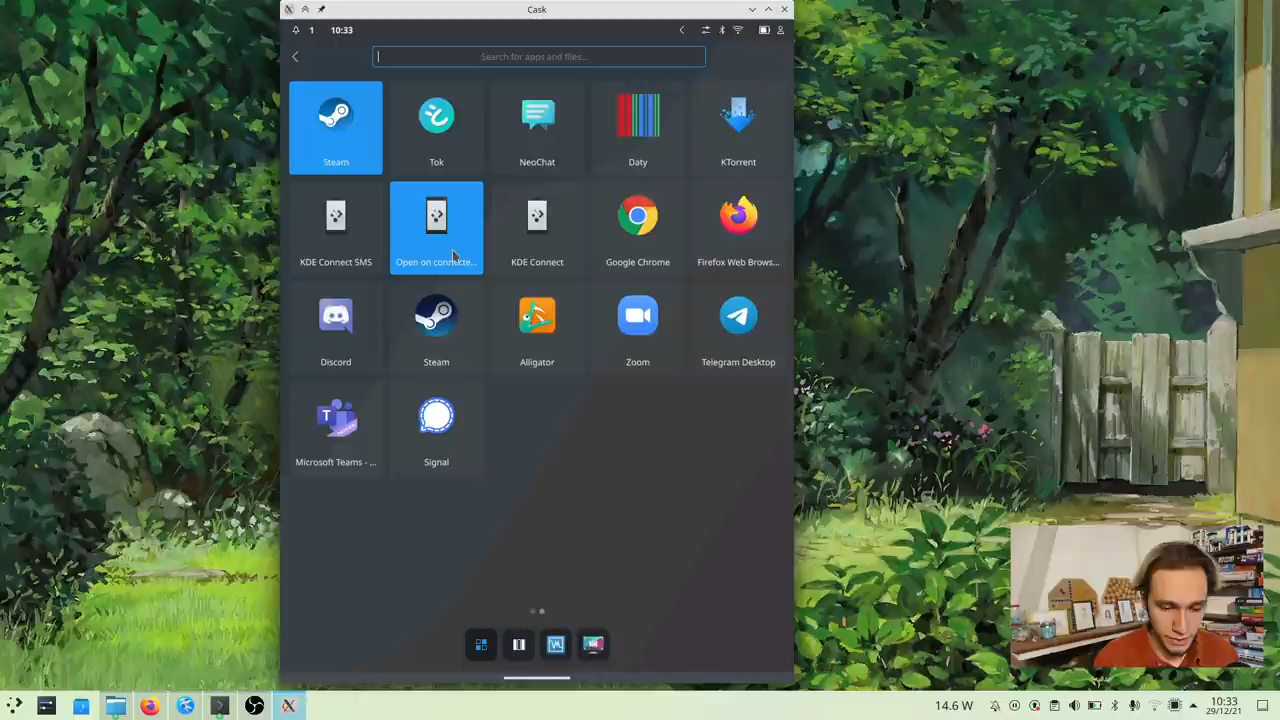 Cask
1 10:33
Search for apps and files...
Steam Tok NeoChat Daty KTorrent
KDE Connect SMS Open on connecte... KDE Connect Google Chrome Firefox Web Brows...
Discord Steam Alligator Zoom Telegram Desktop
Microsoft Teams - ... Signal
14.6 W 10:33
29/12/21